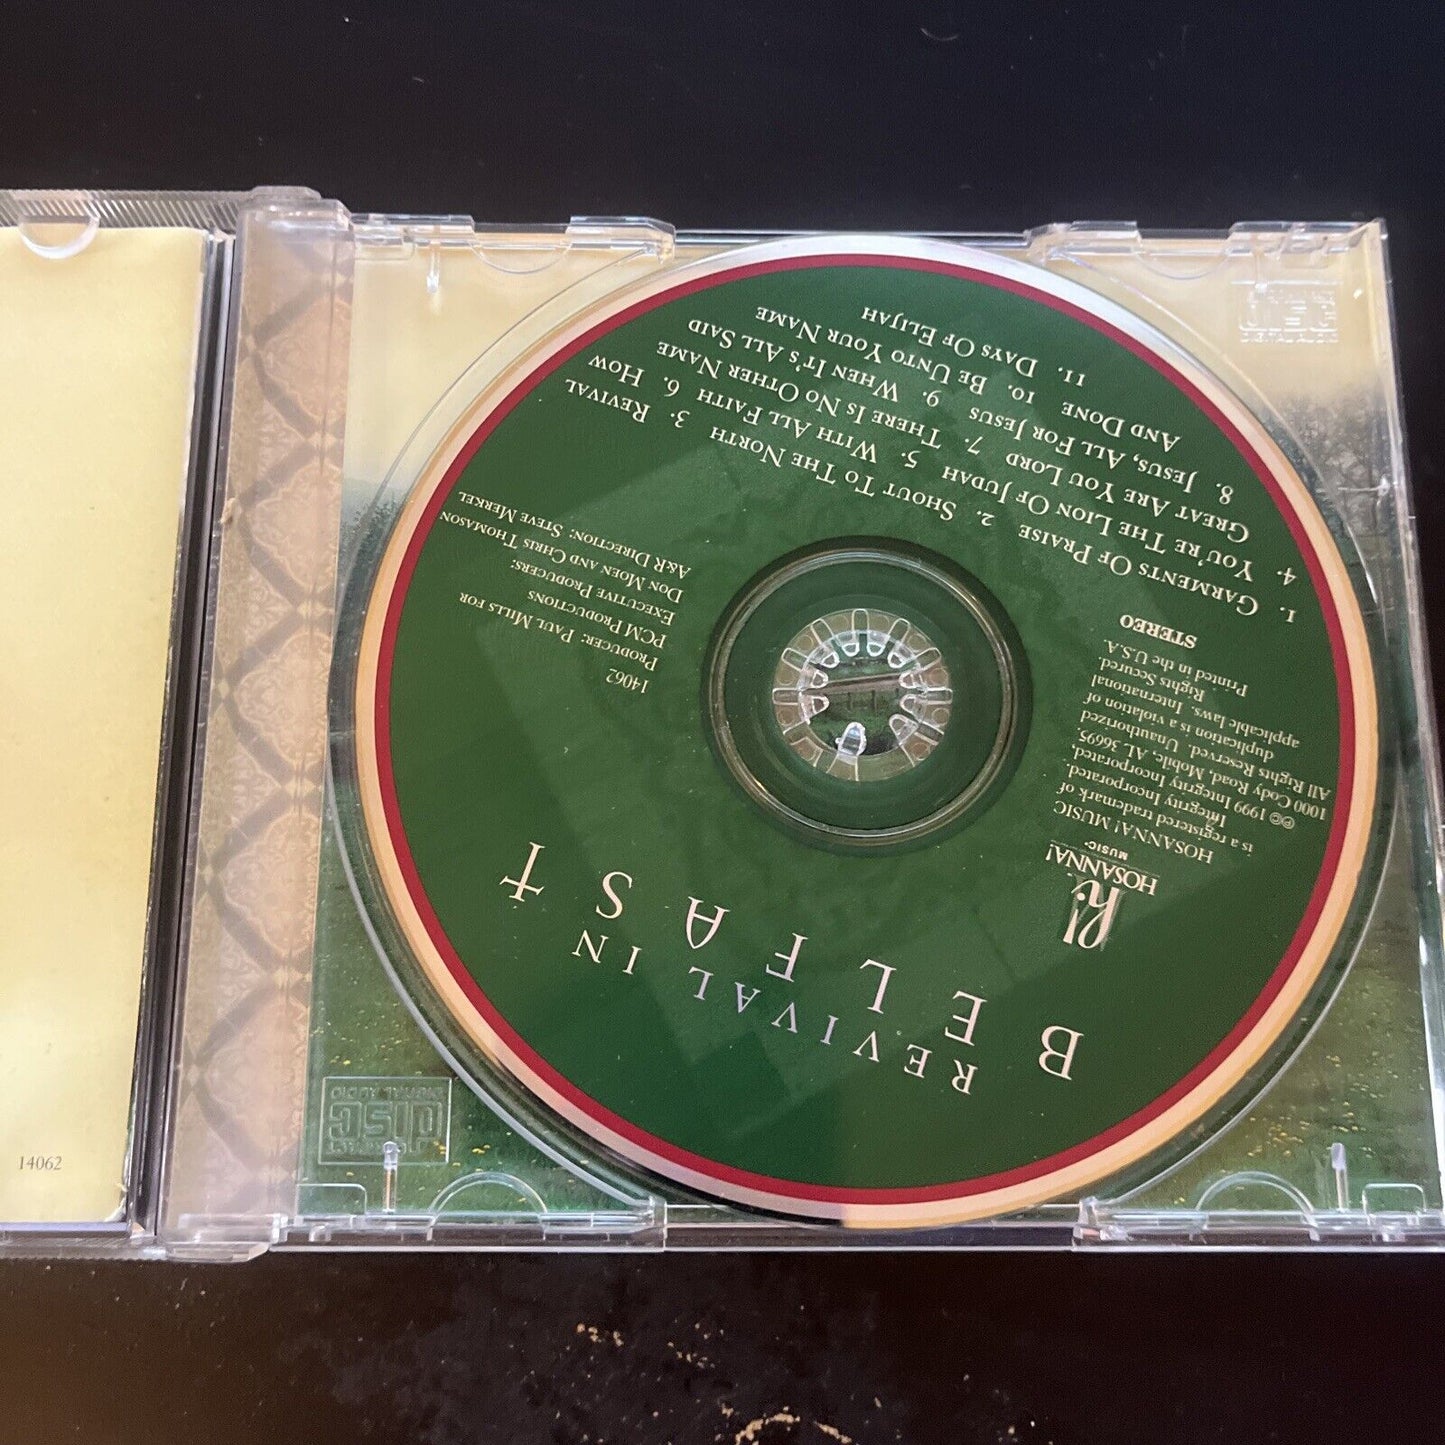 REVIVAL IN
BELFAST
HOSANNA!
MUSIC
HOSANNA! MUSIC
is a registered trademark of
Integrity Incorporated.
℗© 1999 Integrity Incorporated,
1000 Cody Road, Mobile, AL 36695.
All Rights Reserved. Unauthorized
duplication is a violation of
applicable laws. International
Rights Secured.
Printed in the U.S.A.
STEREO
14062
Producer: Paul Mills for
PCM Productions
Executive Producers:
Don Moen and Chris Thomason
A&R Direction: Steve Merkel
1. Garments Of Praise 2. Shout To The North 3. Revival
4. You're The Lion Of Judah 5. With All Faith 6. How
Great Are You Lord 7. There Is No Other Name
8. Jesus, All For Jesus 9. When It's All Said
And Done 10. Be Unto Your Name
11. Days Of Elijah
14062
DISC
DIGITAL AUDIO